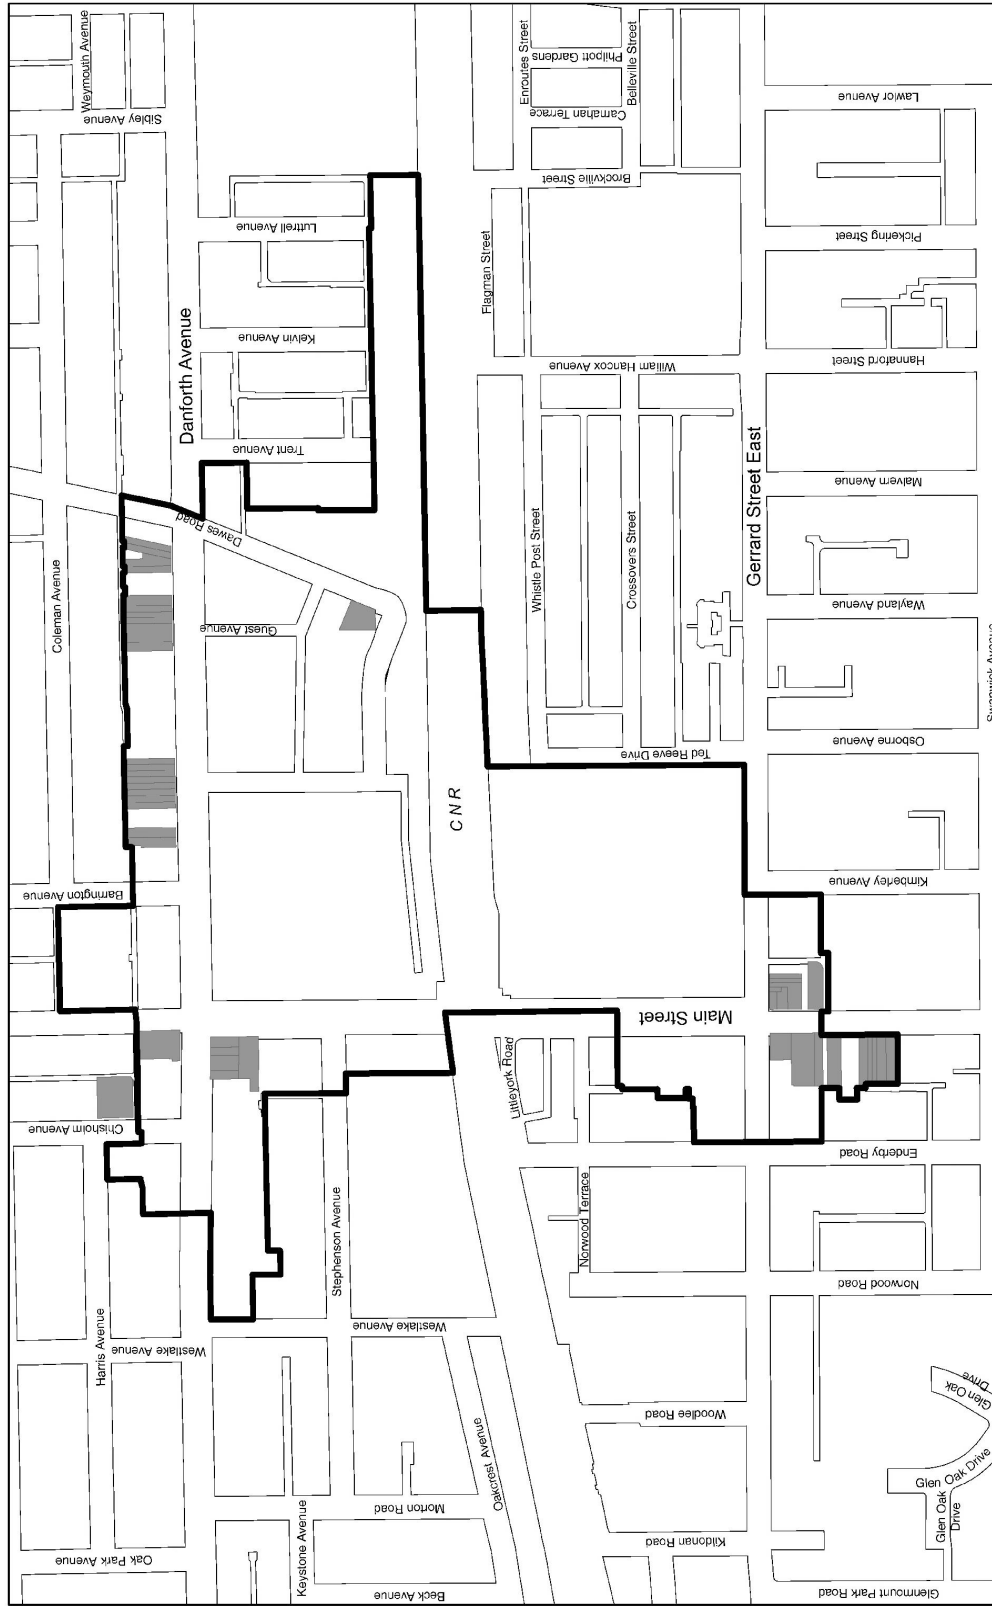 Weymouth Avenue
Sibley Avenue
Enroutes Street
Philpott Gardens
Belleville Street
Carnahan Terrace
Lawlor Avenue
Brockville Street
Luttrell Avenue
Flagman Street
Pickering Street
Danforth Avenue
Kelvin Avenue
William Hancox Avenue
Hannaford Street
Trent Avenue
Gerrard Street East
Malvern Avenue
Dawes Road
Coleman Avenue
Guest Avenue
Whistle Post Street
Crossovers Street
Wayland Avenue
Swanwick Avenue
Ted Reeve Drive
Osborne Avenue
CNR
Barrington Avenue
Kimberley Avenue
Main Street
Littleyork Road
Chisholm Avenue
Enderby Road
Norwood Terrace
Stephenson Avenue
Norwood Road
Harris Avenue
Westlake Avenue
Westlake Avenue
Woodlee Road
Glen Oak
Drive
Oakcrest Avenue
Glen Oak Drive
Morton Road
Glen Oak
Drive
Keystone Avenue
Kildonan Road
Oak Park Avenue
Beck Avenue
Glenmount Park Road